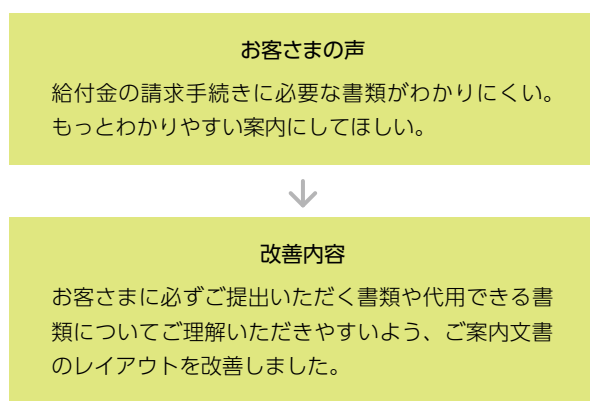 お客さまの声
給付金の請求手続きに必要な書類がわかりにくい。
もっとわかりやすい案内にしてほしい。
改善内容
お客さまに必ずご提出いただく書類や代用できる書
類についてご理解いただきやすいよう、ご案内文書
のレイアウトを改善しました。